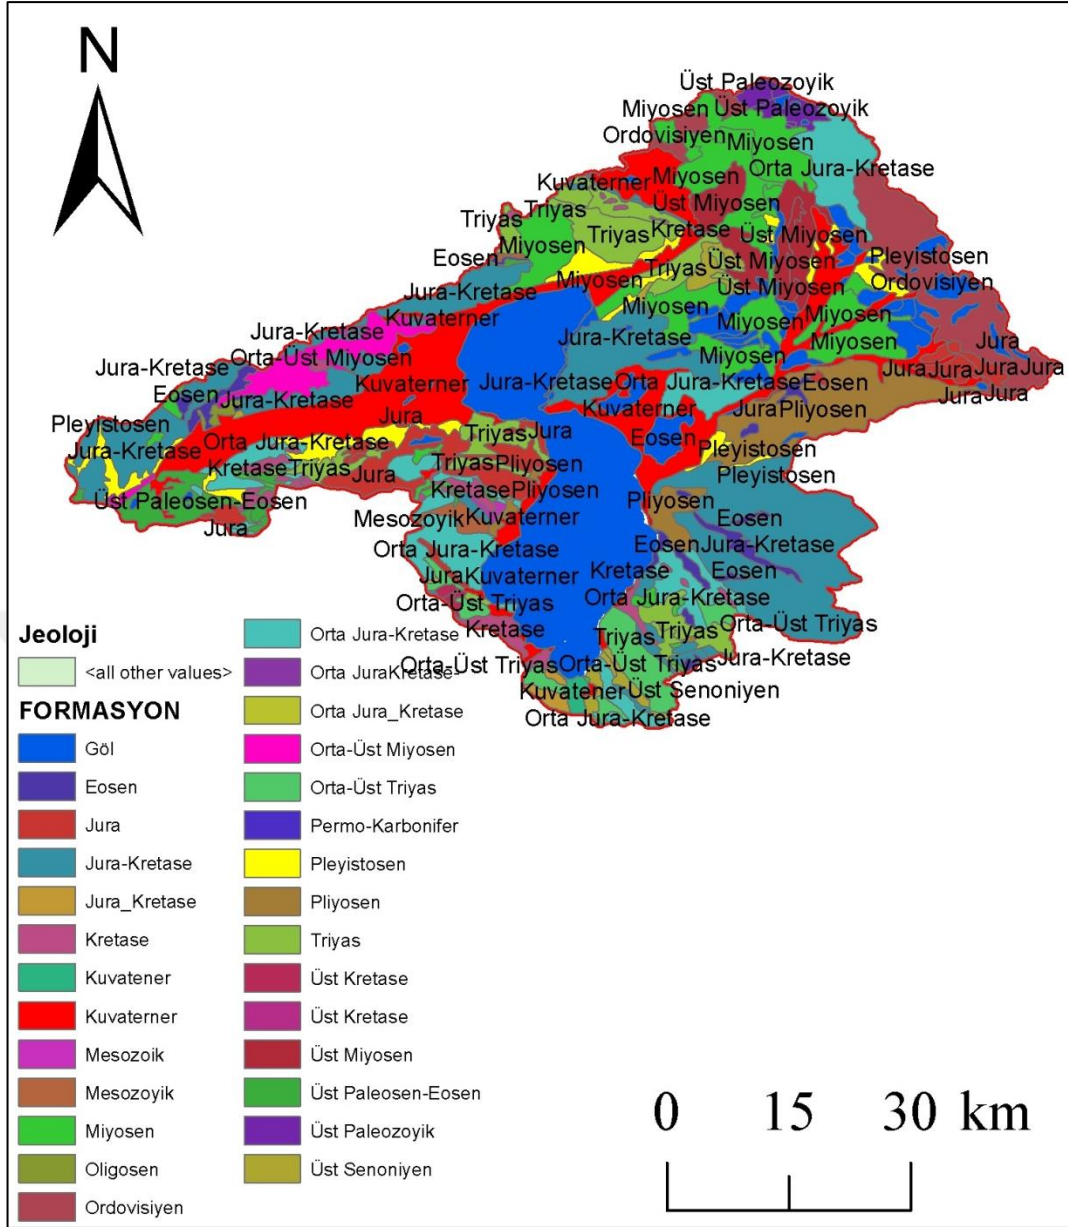 N
Üst Paleozoyik
Miyosen
Üst Paleozoyik
Ordovisiyen
Miyosen
Orta Jura-Kretase
Kuvaterner
Miyosen
Üst Miyosen
Triyas
Triyas
Triyas
Kretase
Üst Miyosen
Miyosen
Eosen
Triyas
Üst Miyosen
Pleyistosen
Miyosen
Üst Miyosen
Ordovisiyen
Jura-Kretase
Miyosen
Kuvaterner
Miyosen
Miyosen
Jura-Kretase
Jura-Kretase
Miyosen
Jura
Orta-Üst Miyosen
Miyosen
Jura-Kretase
Jura
Jura
Jura
Jura
Eosen
Kuvaterner
Jura-Kretase
Orta Jura-Kretase
Eosen
Jura
Jura
Jura-Kretase
Kuvaterner
Jura
Pliyosen
Pleyistosen
Jura
Triyas
Jura
Eosen
Jura-Kretase
Orta Jura-Kretase
Pleyistosen
Kretase
Triyas
Jura
Triyas
Pliyosen
Pleyistosen
Üst Paleosen-Eosen
Kretase
Pliyosen
Pliyosen
Jura
Mesozoyik
Kuvaterner
Eosen
Orta Jura-Kretase
Eosen
Jura-Kretase
Jura
Kuvaterner
Kretase
Eosen
Orta-Üst Triyas
Orta Jura-Kretase
Kretase
Triyas
Triyas
Orta-Üst Triyas
Orta-Üst Triyas
Orta-Üst Triyas
Jura-Kretase
Kuvatener
Üst Senoniyen
Orta Jura-Kretase
Jeoloji
<all other values>
FORMASYON
Göl
Eosen
Jura
Jura-Kretase
Jura_Kretase
Kretase
Kuvatener
Kuvaterner
Mesozoik
Mesozoyik
Miyosen
Oligosen
Ordovisiyen
Orta Jura-Kretase
Orta JuraKretase-
Orta Jura_Kretase
Orta-Üst Miyosen
Orta-Üst Triyas
Permo-Karbonifer
Pleyistosen
Pliyosen
Triyas
Üst Kretase
Üst Kretase
Üst Miyosen
Üst Paleosen-Eosen
Üst Paleozoyik
Üst Senoniyen
0 15 30 km